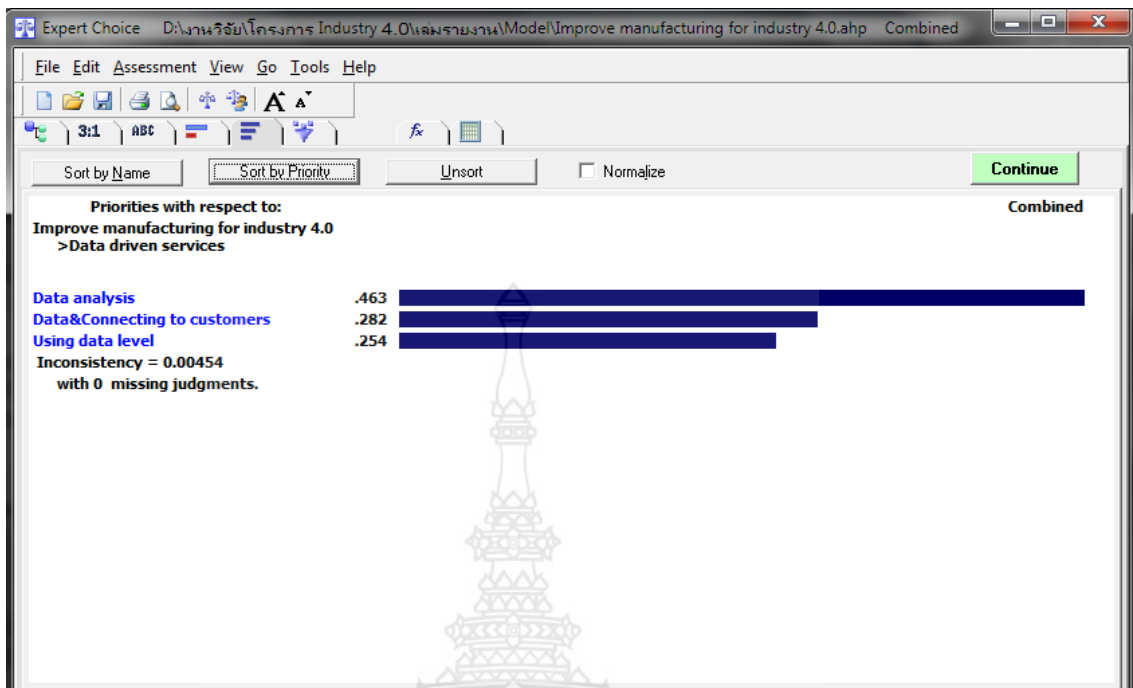 Expert Choice D:\งานวิจัย\โครงการ Industry 4.0\เล่มรายงาน\Model\Improve manufacturing for industry 4.0.ahp Combined
File Edit Assessment View Go Tools Help
A A
3:1 ABC fx
Sort by Name Sort by Priority Unsort Normalize Continue
Priorities with respect to: Combined
Improve manufacturing for industry 4.0
>Data driven services
Data analysis .463
Data&Connecting to customers .282
Using data level .254
Inconsistency = 0.00454
with 0 missing judgments.